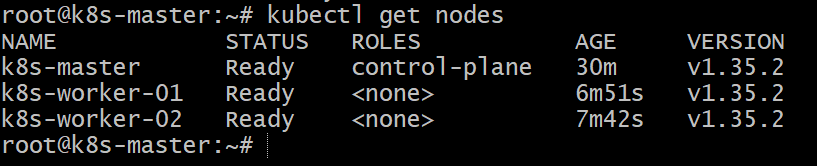 root@k8s-master:~# kubectl get nodes
NAME            STATUS   ROLES           AGE     VERSION
k8s-master      Ready    control-plane   30m     v1.35.2
k8s-worker-01   Ready    <none>          6m51s   v1.35.2
k8s-worker-02   Ready    <none>          7m42s   v1.35.2
root@k8s-master:~#